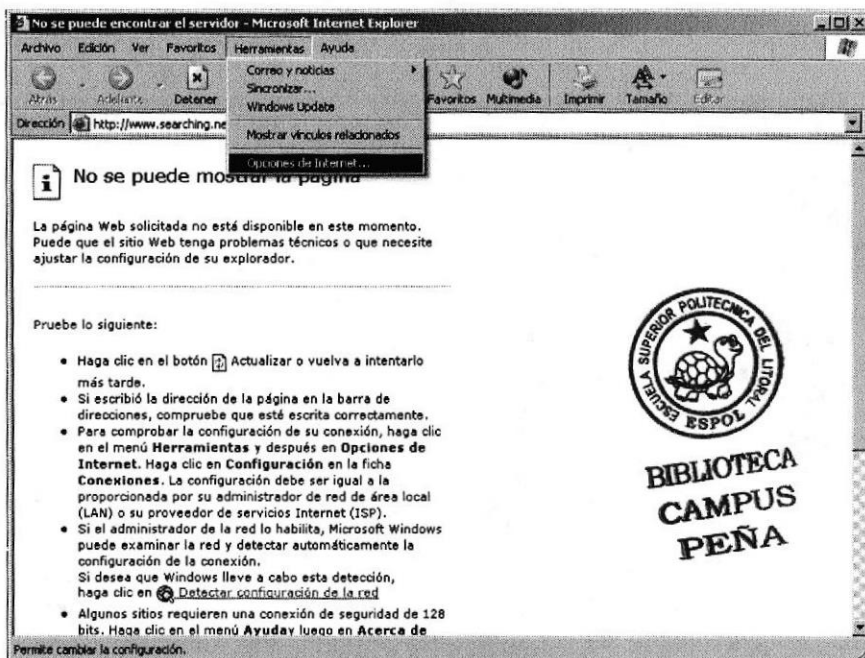 No se puede encontrar el servidor - Microsoft Internet Explorer
Archivo Edición Ver Favoritos Herramientas Ayuda
Correo y noticias
Sincronizar...
Windows Update
Mostrar vínculos relacionados
Opciones de Internet...
Atrás Adelante Detener Favoritos Multimedia Imprimir Tamaño Editar
Dirección http://www.searching.ne
No se puede mostrar la página
La página Web solicitada no está disponible en este momento.
Puede que el sitio Web tenga problemas técnicos o que necesite
ajustar la configuración de su explorador.
Pruebe lo siguiente:
• Haga clic en el botón Actualizar o vuelva a intentarlo
más tarde.
• Si escribió la dirección de la página en la barra de
direcciones, compruebe que esté escrita correctamente.
• Para comprobar la configuración de su conexión, haga clic
en el menú Herramientas y después en Opciones de
Internet. Haga clic en Configuración en la ficha
Conexiones. La configuración debe ser igual a la
proporcionada por su administrador de red de área local
(LAN) o su proveedor de servicios Internet (ISP).
• Si el administrador de la red lo habilita, Microsoft Windows
puede examinar la red y detectar automáticamente la
configuración de la conexión.
Si desea que Windows lleve a cabo esta detección,
haga clic en Detectar configuración de la red
• Algunos sitios requieren una conexión de seguridad de 128
bits. Haga clic en el menú Ayuda y luego en Acerca de
Permite cambiar la configuración.
ESCUELA SUPERIOR POLITECNICA DEL LITORAL
ESPOL
BIBLIOTECA
CAMPUS
PEÑA